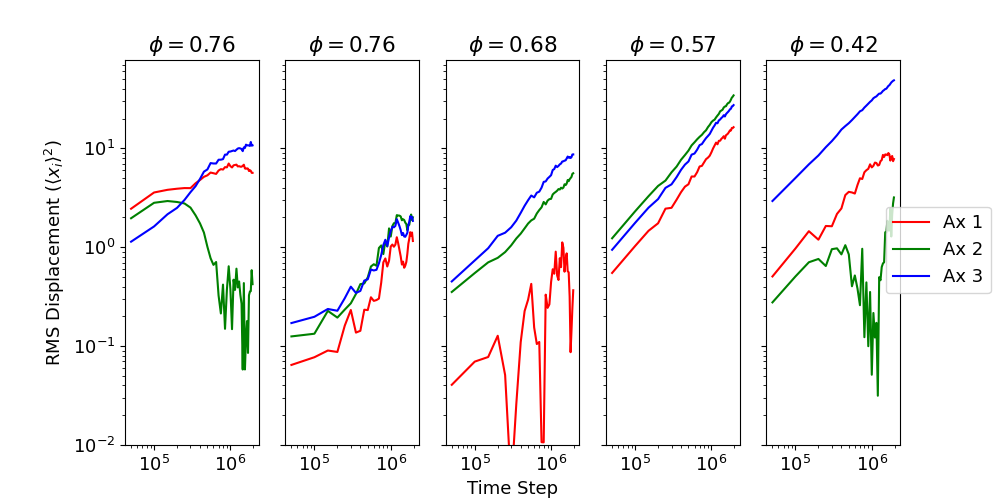 ϕ = 0.76 ϕ = 0.76 ϕ = 0.68 ϕ = 0.57 ϕ = 0.42
RMS Displacement (⟨x_i⟩²)
10¹
10⁰
10⁻¹
10⁻²
10⁵ 10⁶ 10⁵ 10⁶ 10⁵ 10⁶ 10⁵ 10⁶ 10⁵ 10⁶
Time Step
Ax 1
Ax 2
Ax 3